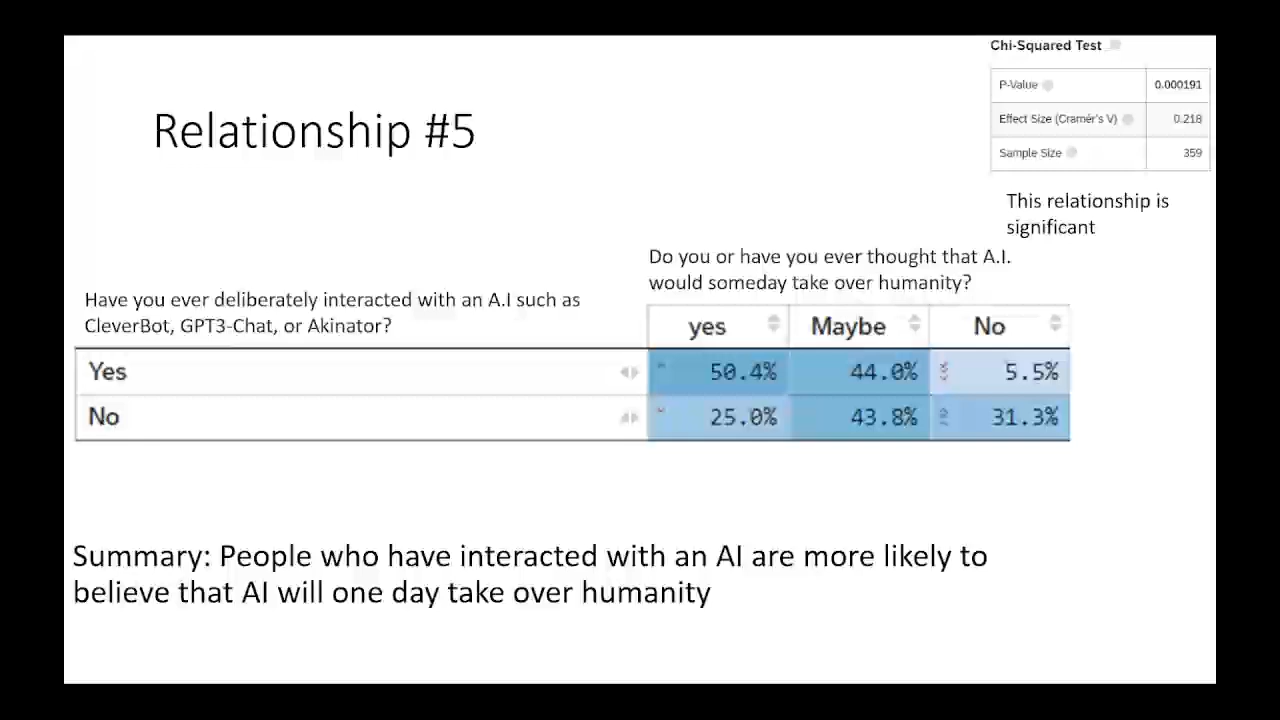 Chi-Squared Test
P-Value 0.000191
Effect Size (Cramér's V) 0.218
Sample Size 359
Relationship #5
This relationship is
significant
Do you or have you ever thought that A.I.
would someday take over humanity?
Have you ever deliberately interacted with an A.I such as
CleverBot, GPT3-Chat, or Akinator?
yes Maybe No
Yes 50.4% 44.0% 5.5%
No 25.0% 43.8% 31.3%
Summary: People who have interacted with an AI are more likely to
believe that AI will one day take over humanity